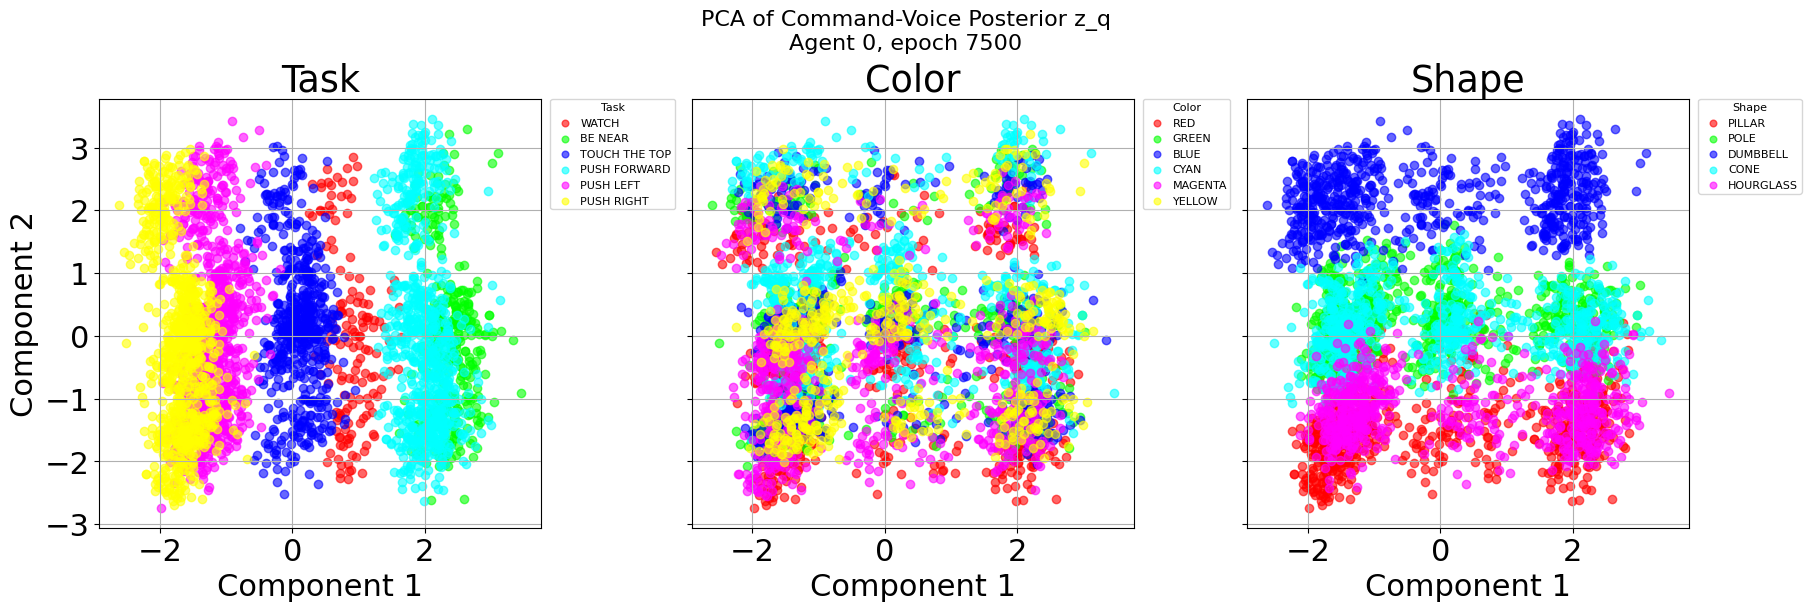 PCA of Command-Voice Posterior z_q
Agent 0, epoch 7500
Task
Component 2
3
2
1
0
−1
−2
−3
−2
0
2
Component 1
Task
WATCH
BE NEAR
TOUCH THE TOP
PUSH FORWARD
PUSH LEFT
PUSH RIGHT
Color
−2
0
2
Component 1
Color
RED
GREEN
BLUE
CYAN
MAGENTA
YELLOW
Shape
−2
0
2
Component 1
Shape
PILLAR
POLE
DUMBBELL
CONE
HOURGLASS